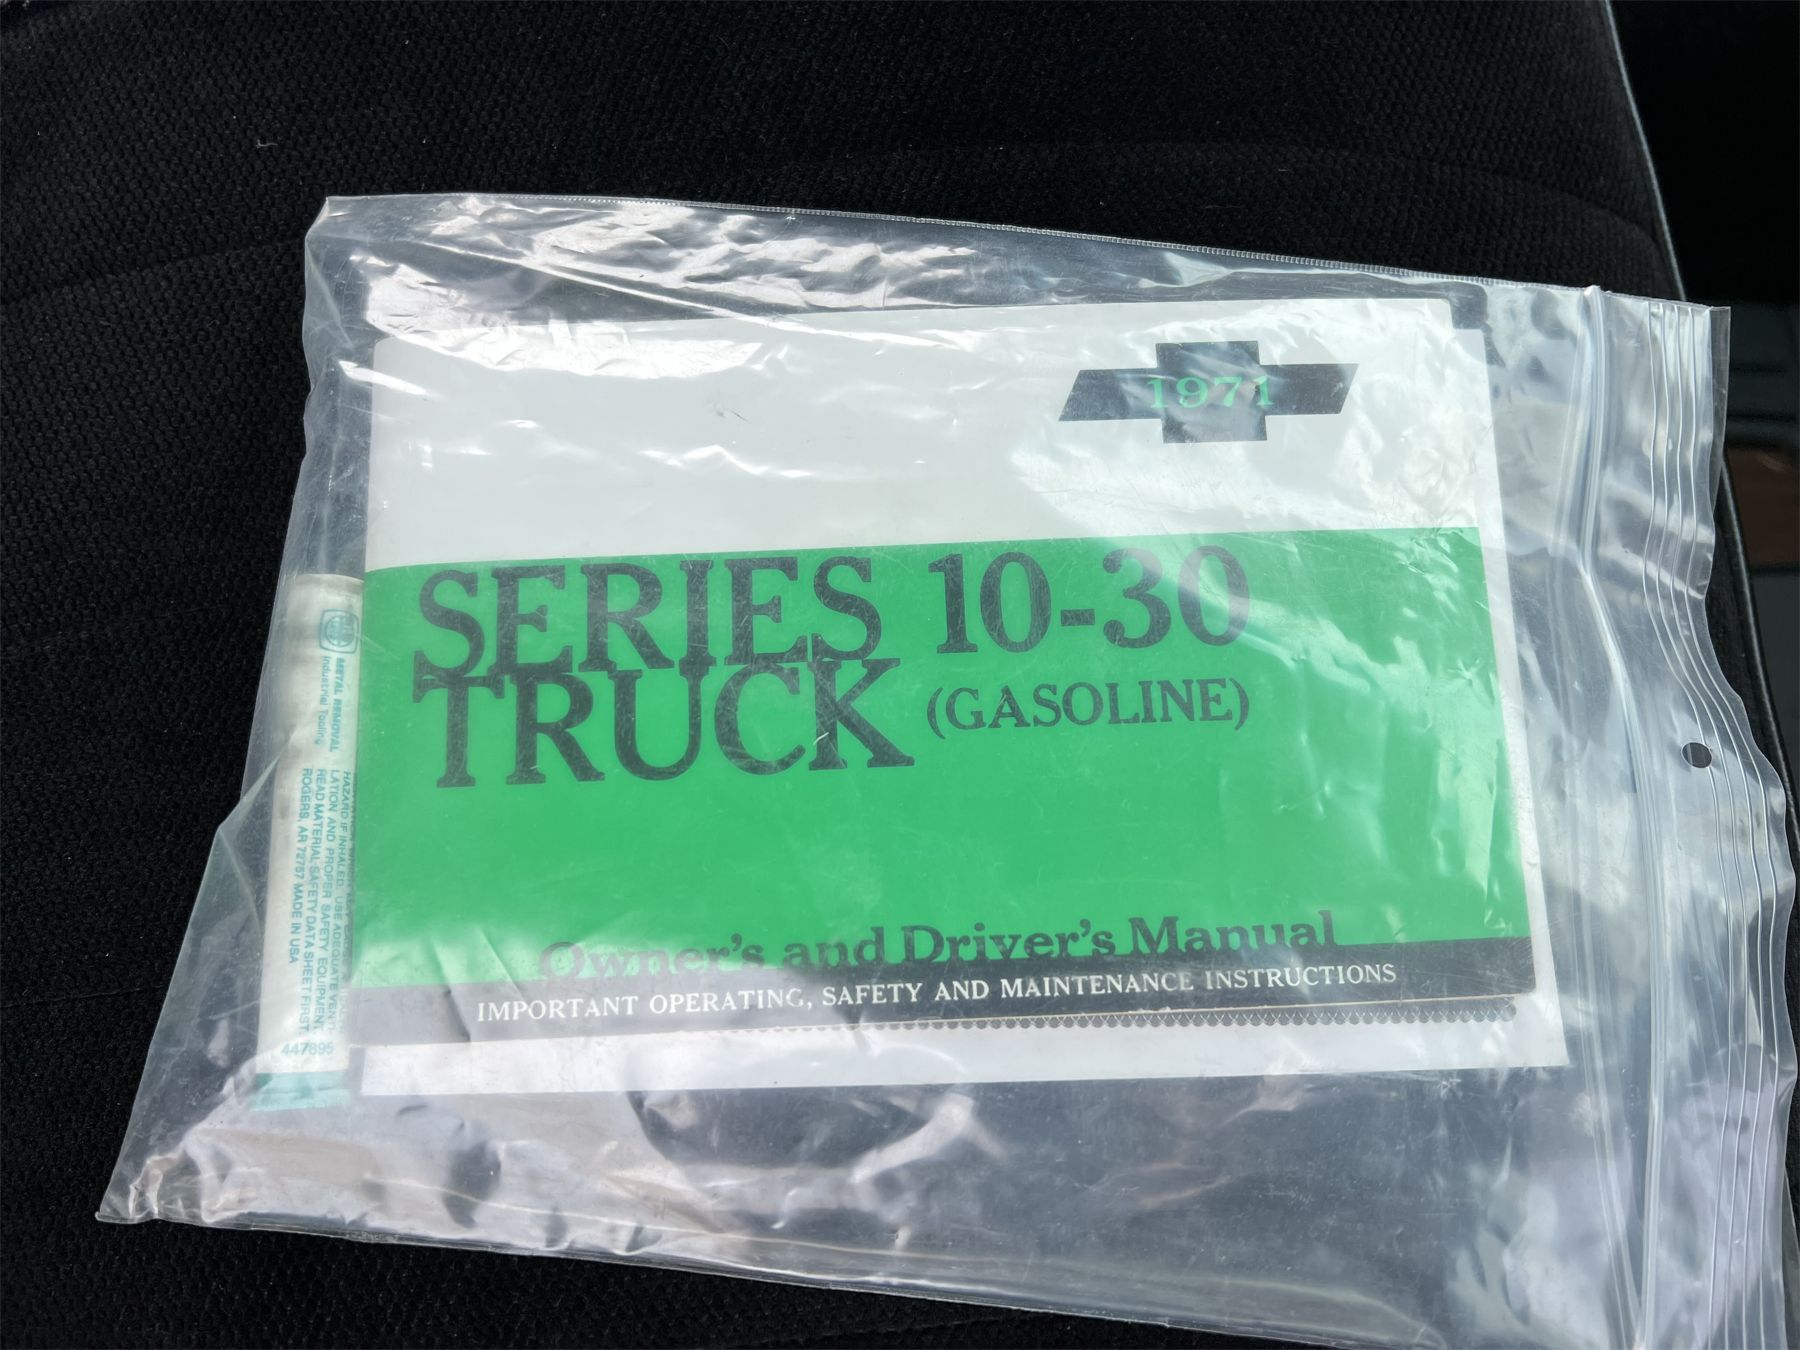 1971
SERIES 10-30
TRUCK (GASOLINE)
Owner's and Driver's Manual
IMPORTANT OPERATING, SAFETY AND MAINTENANCE INSTRUCTIONS
METAL REMOVAL
Industrial Tooling
HAZARD IF INHALED. USE ADEQUATE VENTI-
LATION AND PROPER SAFETY EQUIPMENT
READ MATERIAL SAFETY DATA SHEET FIRST
ROGERS, AR 72757 MADE IN USA
447895